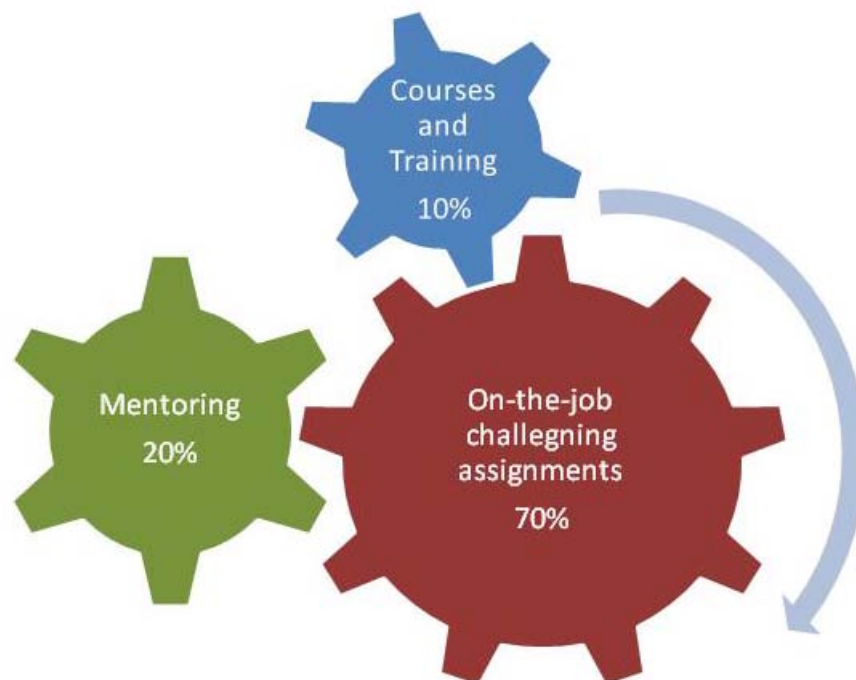 Courses
and
Training
10%
Mentoring
20%
On-the-job
challegning
assignments
70%